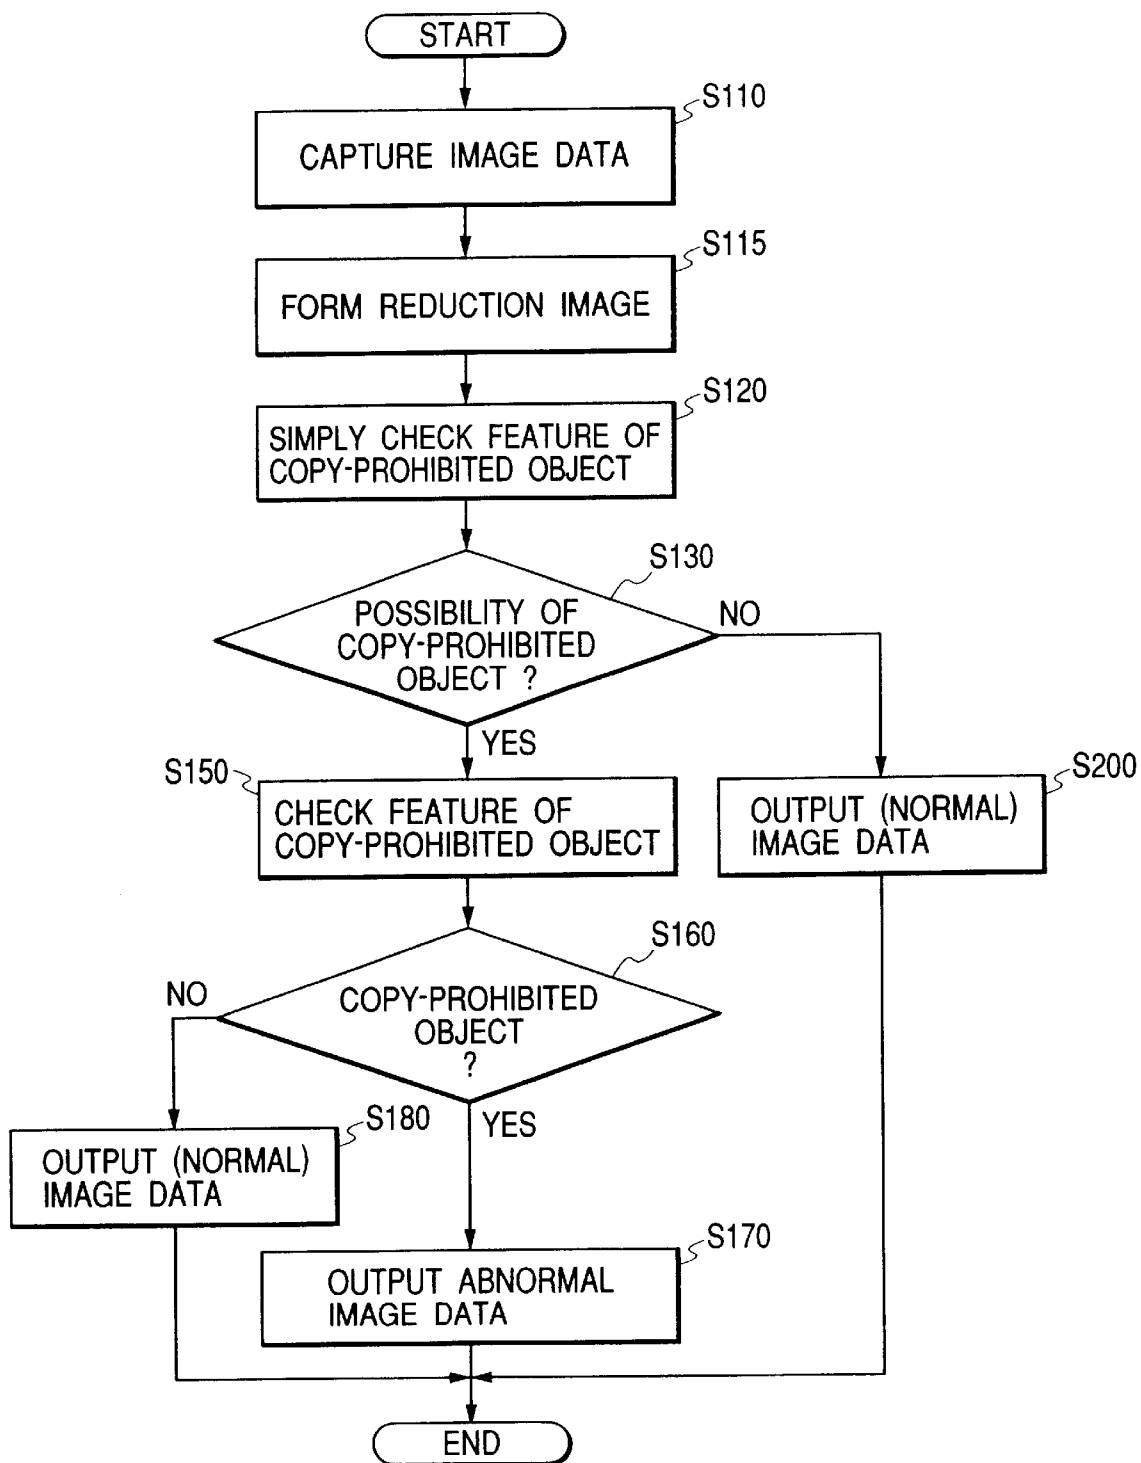 START
S110
CAPTURE IMAGE DATA
S115
FORM REDUCTION IMAGE
S120
SIMPLY CHECK FEATURE OF
COPY-PROHIBITED OBJECT
S130
POSSIBILITY OF
COPY-PROHIBITED
OBJECT ?
NO
YES
S150
CHECK FEATURE OF
COPY-PROHIBITED OBJECT
S200
OUTPUT (NORMAL)
IMAGE DATA
S160
COPY-PROHIBITED
OBJECT
?
NO
YES
S180
OUTPUT (NORMAL)
IMAGE DATA
S170
OUTPUT ABNORMAL
IMAGE DATA
END